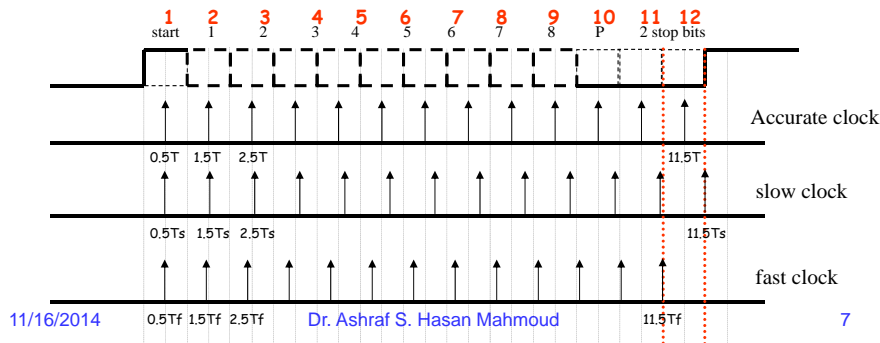 1 2 3 4 5 6 7 8 9 10 11 12
start 1 2 3 4 5 6 7 8 P 2 stop bits
Accurate clock
0.5T 1.5T 2.5T 11.5T
slow clock
0.5Ts 1.5Ts 2.5Ts 11.5Ts
fast clock
0.5Tf 1.5Tf 2.5Tf 11.5Tf
11/16/2014 Dr. Ashraf S. Hasan Mahmoud 7